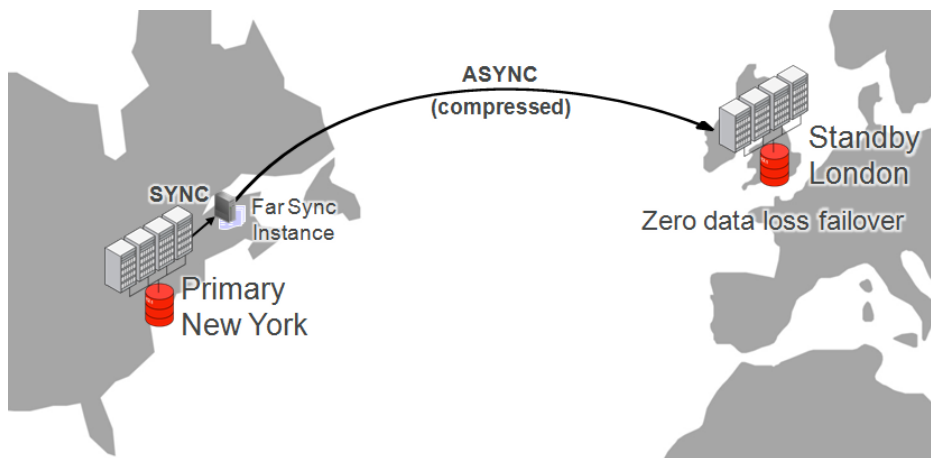 ASYNC
(compressed)
Standby
London
Zero data loss failover
SYNC
Far Sync
Instance
Primary
New York